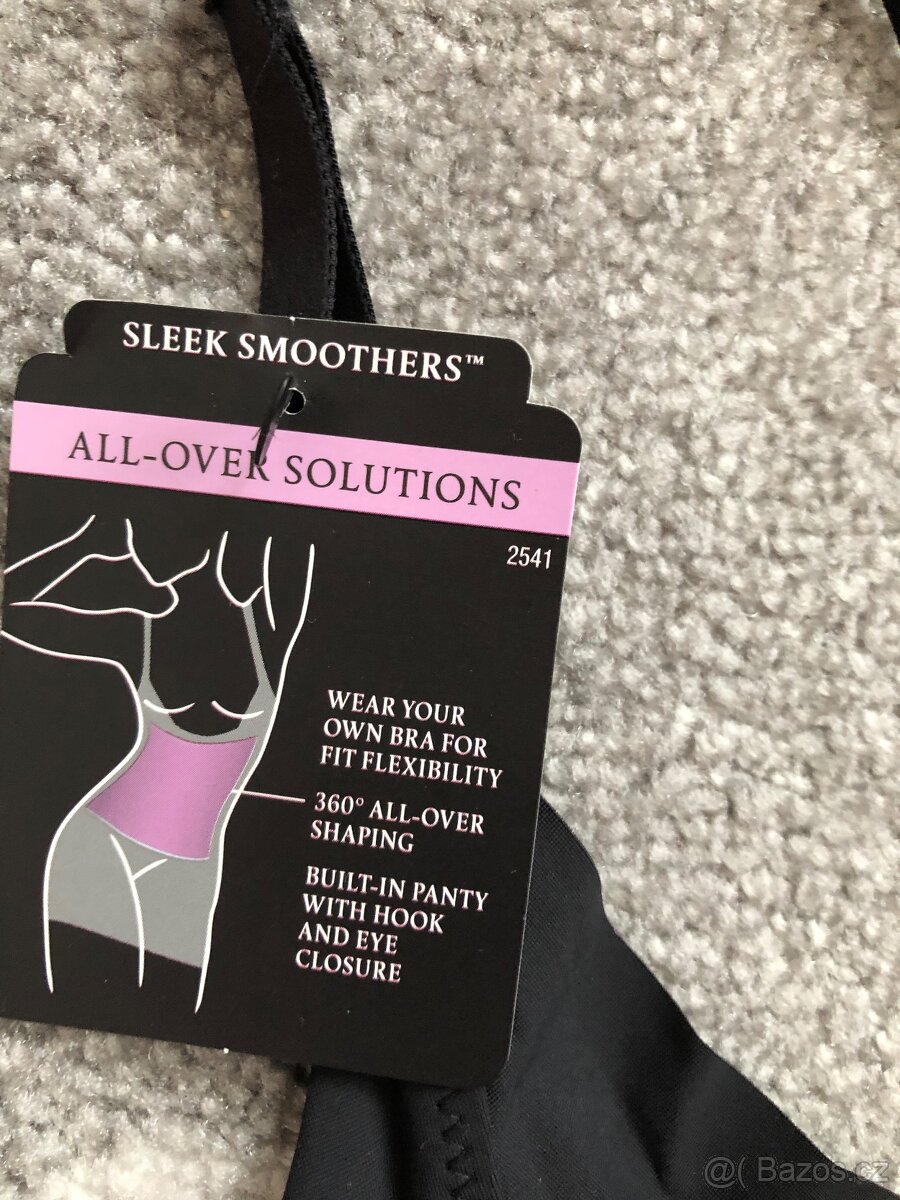 SLEEK SMOOTHERS™
ALL-OVER SOLUTIONS
2541
WEAR YOUR
OWN BRA FOR
FIT FLEXIBILITY
360° ALL-OVER
SHAPING
BUILT-IN PANTY
WITH HOOK
AND EYE
CLOSURE
@( Bazos.cz